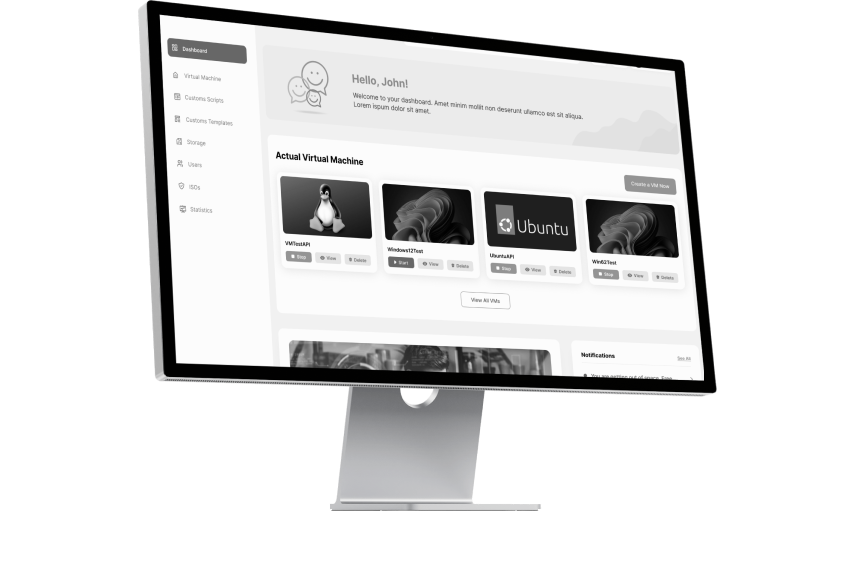 Dashboard
Virtual Machine
Customs Scripts
Customs Templates
Storage
Users
ISOs
Statistics
Hello, John!
Welcome to your dashboard. Amet minim mollit non deserunt ullamco est sit aliqua.
Lorem ispum dolor sit amet.
Actual Virtual Machine
Create a VM Now
Ubuntu
VMTestAPI
Stop View Delete
Windows12Test
Start View Delete
UbuntuAPI
Stop View Delete
Win62Test
Stop View Delete
View All VMs
Notifications
See All
You are getting out of space. Free